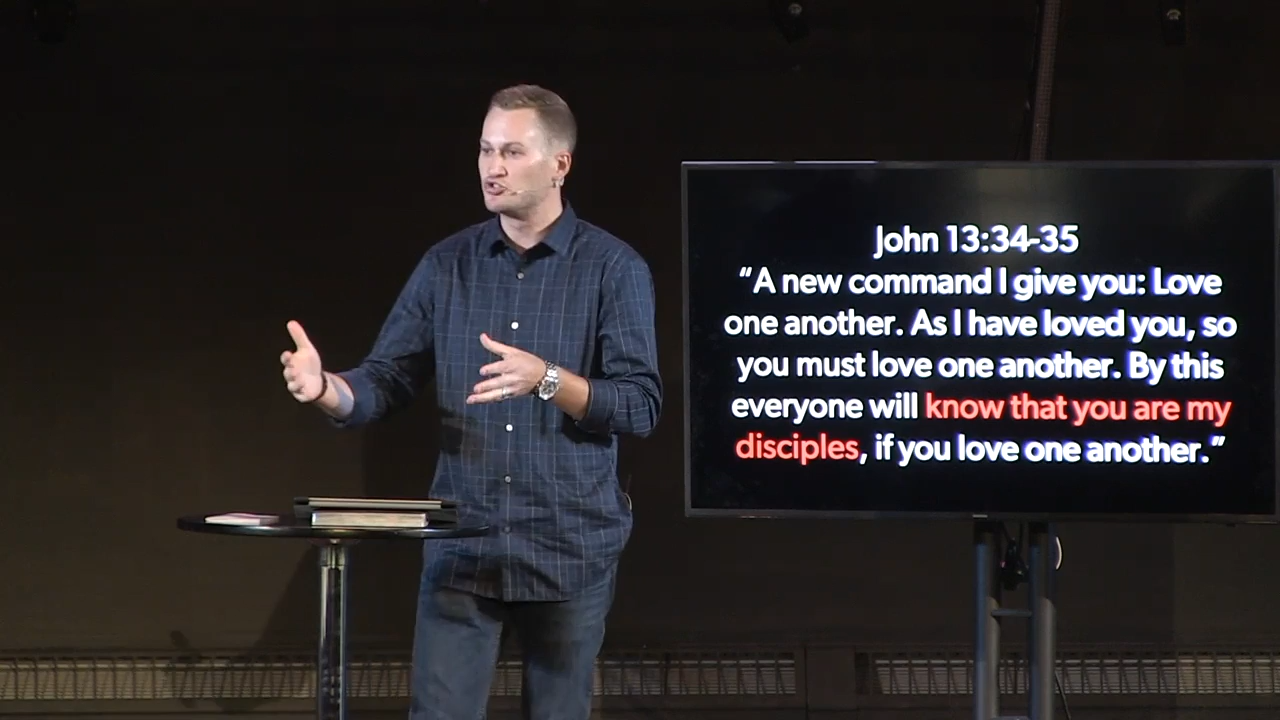 John 13:34-35
“A new command I give you: Love
one another. As I have loved you, so
you must love one another. By this
everyone will know that you are my
disciples, if you love one another.”